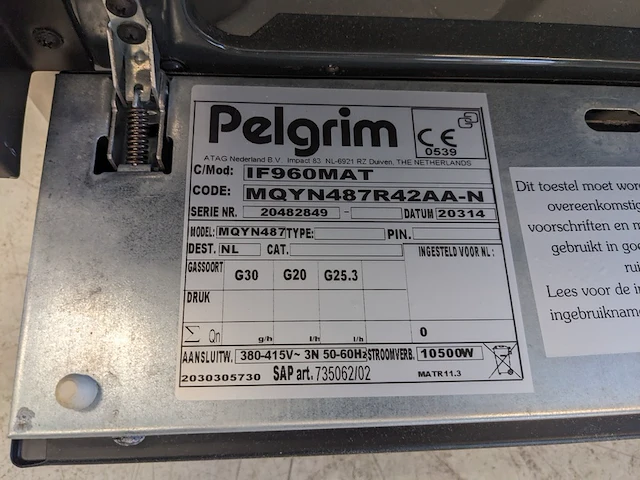 Pelgrim
CE
0539
ATAG Nederland B.V. Impact 83 NL-6921 RZ Duiven, THE NETHERLANDS
C/Mod: IF960MAT
CODE: MQYN487R42AA-N
SERIE NR. 20482849 - DATUM 20314
MODEL: MQYN487 TYPE: PIN.
DEST. NL CAT. INGESTELD VOOR NL:
GASSOORT G30 G20 G25.3
DRUK
∑ Qn g/h l/h l/h 0
AANSLUITW. 380-415V~ 3N 50-60Hz STROOMVERB. 10500W
2030305730 SAP art. 735062/02 MATR11.3
Dit toestel moet wor
overeenkomstig
voorschriften en m
gebruikt in goe
rui
Lees voor de in
ingebruikname